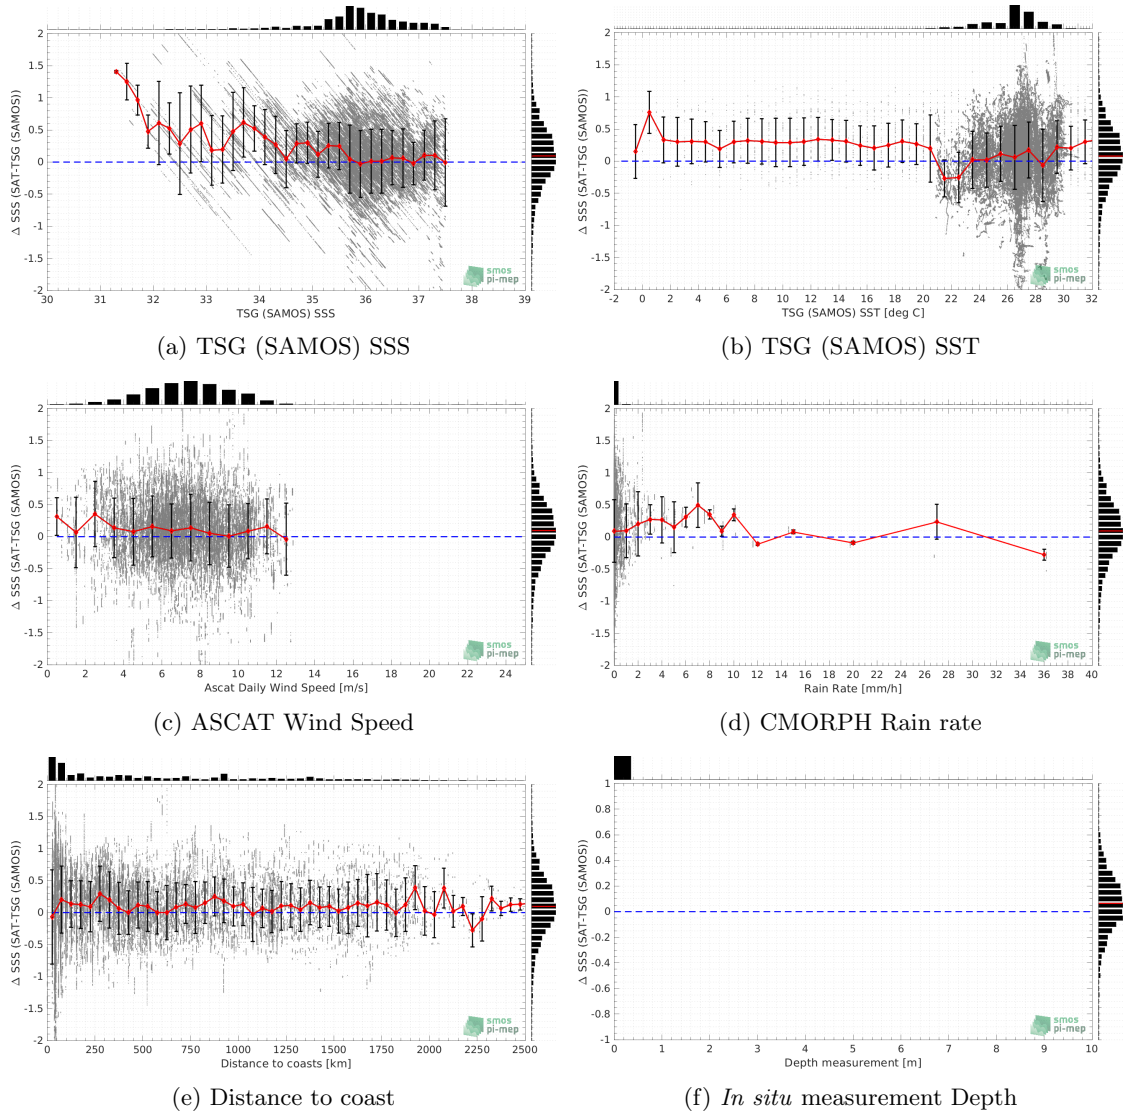 2
1.5
1
0.5
0
-0.5
-1
-1.5
-2
Δ SSS (SAT-TSG (SAMOS))
30 31 32 33 34 35 36 37 38 39
TSG (SAMOS) SSS
smos
pi-mep
(a) TSG (SAMOS) SSS
2
1.5
1
0.5
0
-0.5
-1
-1.5
-2
Δ SSS (SAT-TSG (SAMOS))
-2 0 2 4 6 8 10 12 14 16 18 20 22 24 26 28 30 32
TSG (SAMOS) SST [deg C]
smos
pi-mep
(b) TSG (SAMOS) SST
2
1.5
1
0.5
0
-0.5
-1
-1.5
-2
Δ SSS (SAT-TSG (SAMOS))
0 2 4 6 8 10 12 14 16 18 20 22 24
Ascat Daily Wind Speed [m/s]
smos
pi-mep
(c) ASCAT Wind Speed
2
1.5
1
0.5
0
-0.5
-1
-1.5
-2
Δ SSS (SAT-TSG (SAMOS))
0 2 4 6 8 10 12 14 16 18 20 22 24 26 28 30 32 34 36 38 40
Rain Rate [mm/h]
smos
pi-mep
(d) CMORPH Rain rate
2
1.5
1
0.5
0
-0.5
-1
-1.5
-2
Δ SSS (SAT-TSG (SAMOS))
0 250 500 750 1000 1250 1500 1750 2000 2250 2500
Distance to coasts [km]
smos
pi-mep
(e) Distance to coast
1
0.8
0.6
0.4
0.2
0
-0.2
-0.4
-0.6
-0.8
-1
Δ SSS (SAT-TSG (SAMOS))
0 1 2 3 4 5 6 7 8 9 10
Depth measurement [m]
smos
pi-mep
(f) In situ measurement Depth